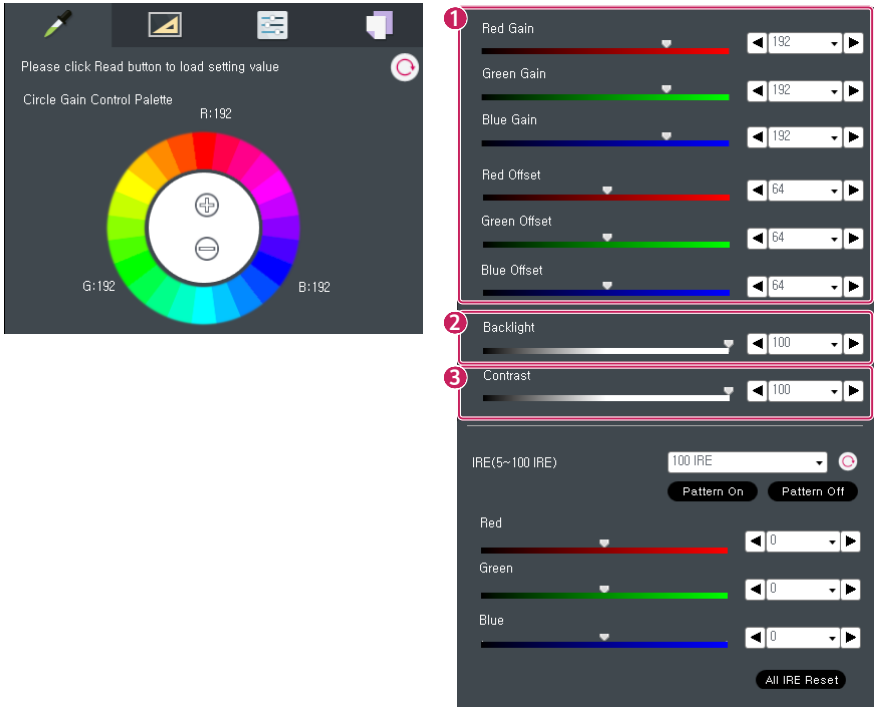 Please click Read button to load setting value
Circle Gain Control Palette
R:192
G:192
B:192
1
Red Gain
192
Green Gain
192
Blue Gain
192
Red Offset
64
Green Offset
64
Blue Offset
64
2
Backlight
100
3
Contrast
100
IRE(5~100 IRE)
100 IRE
Pattern On
Pattern Off
Red
0
Green
0
Blue
0
All IRE Reset